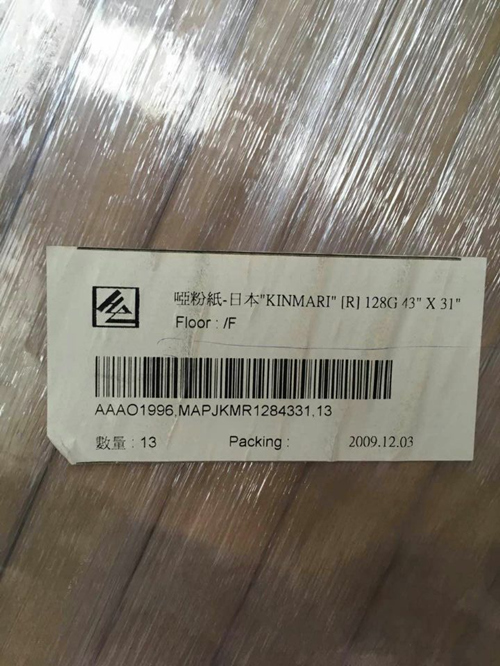 啞粉紙-日本"KINMARI" [R] 128G 43" X 31"
Floor : /F
AAAO1996,MAPJKMR1284331,13
數量 : 13 Packing : 2009.12.03